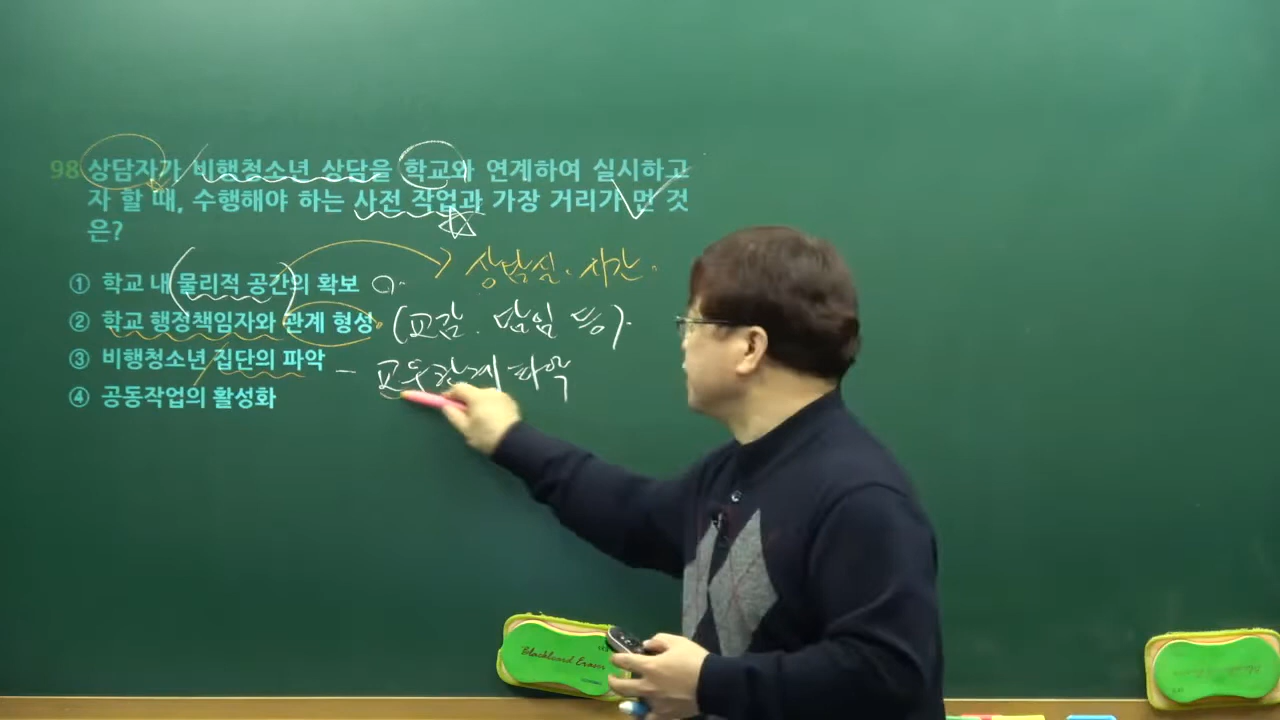 98 상담자가 비행청소년 상담을 학교와 연계하여 실시하고
자 할 때, 수행해야 하는 사전 작업과 가장 거리가 먼 것
은?
① 학교 내 물리적 공간의 확보
상담실. 시간.
② 학교 행정책임자와 관계 형성
(교감. 담임 등).
③ 비행청소년 집단의 파악
- 교우관계 파악
④ 공동작업의 활성화
Blackboard Eraser